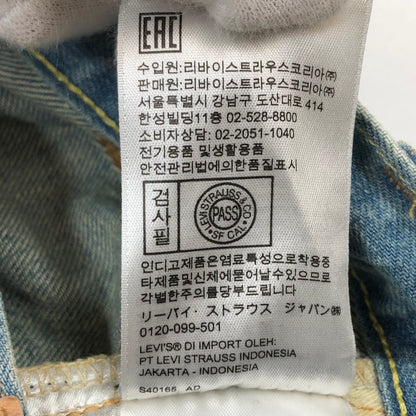 EAC
수입원:리바이스트라우스코리아㈜
판매원:리바이스트라우스코리아㈜
서울특별시 강남구 도산대로 414
한성빌딩11층 02-528-8800
소비자상담: 02-2051-1040
전기용품 및생활용품
안전관리법에의한품질표시
검사필
LEVI STRAUSS & CO
PASS
SF CAL
인디고제품은염료특성으로착용중
타제품및신체에묻어날수있으므로
각별한주의를당부드립니다
リーバイ・ストラウス ジャパン㈱
0120-099-501
LEVI'S® DI IMPORT OLEH:
PT LEVI STRAUSS INDONESIA
JAKARTA - INDONESIA
S40165 AD